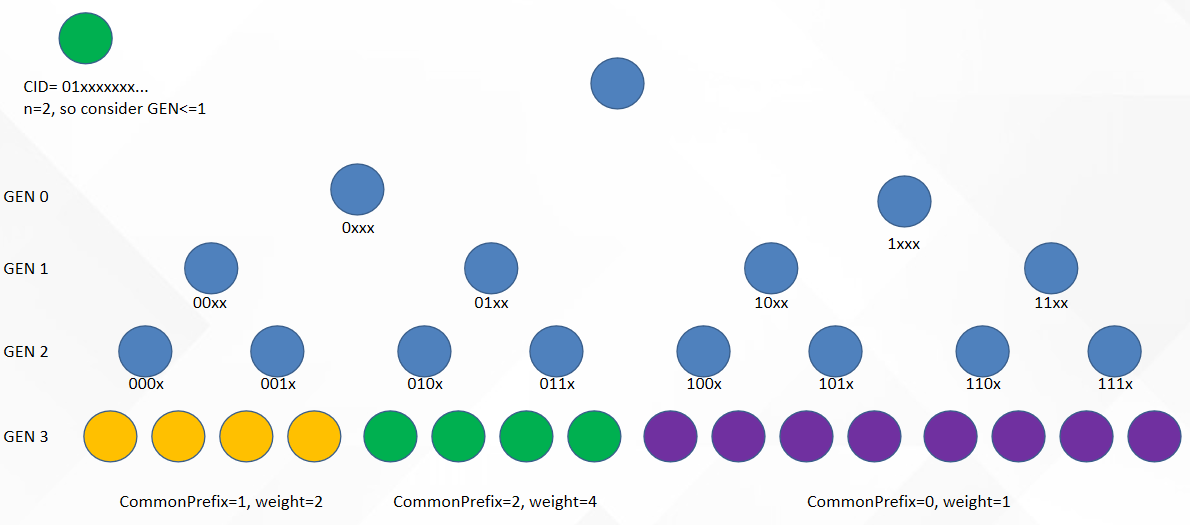 CID= 01xxxxxxx...
n=2, so consider GEN<=1
GEN 0
0xxx
1xxx
GEN 1
00xx
01xx
10xx
11xx
GEN 2
000x
001x
010x
011x
100x
101x
110x
111x
GEN 3
CommonPrefix=1, weight=2
CommonPrefix=2, weight=4
CommonPrefix=0, weight=1